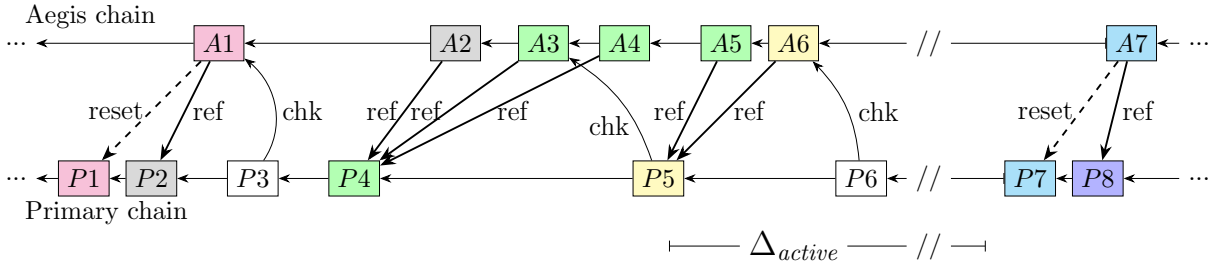 Aegis chain
... A1 A2 A3 A4 A5 A6 // A7 ...
reset ref chk ref ref ref chk ref ref chk reset ref
... P1 P2 P3 P4 P5 P6 // P7 P8 ...
Primary chain
Δactive //